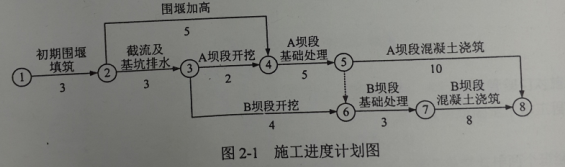 围堰加高
5
初期围堰
填筑
3
截流及
基坑排水
3
A坝段开挖
2
A坝段
基础处理
5
A坝段混凝土浇筑
10
B坝段开挖
4
B坝段
基础处理
3
B坝段
混凝土浇筑
8
① ② ③ ④ ⑤ ⑥ ⑦ ⑧
图 2-1 施工进度计划图